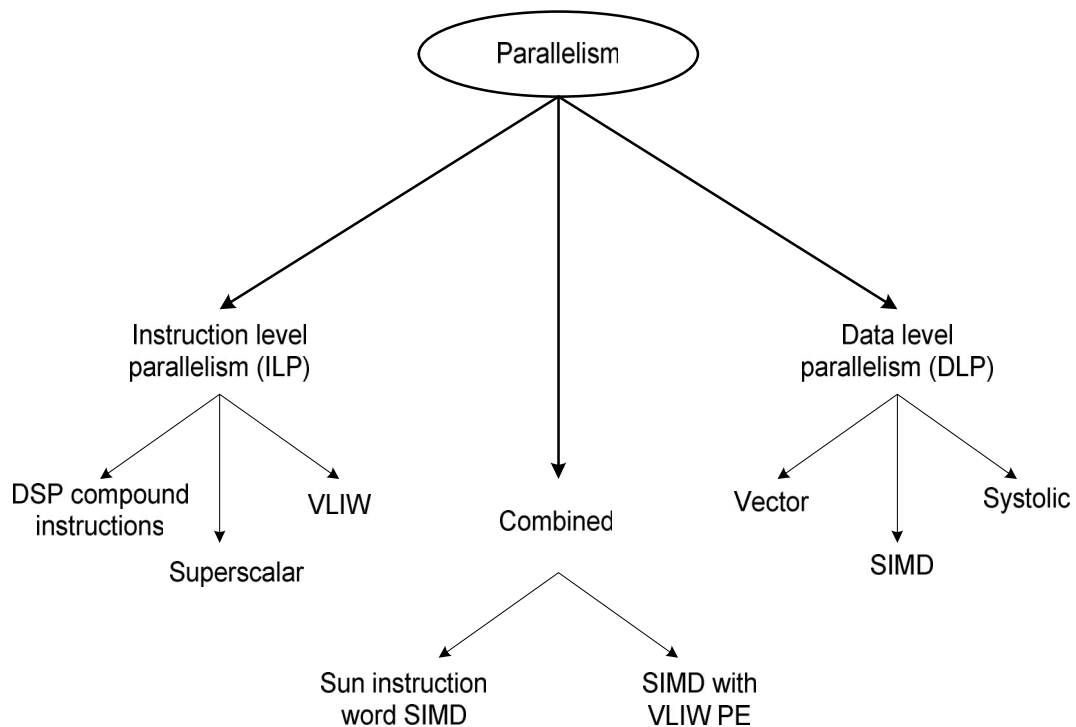 Parallelism
Instruction level
parallelism (ILP)
Data level
parallelism (DLP)
DSP compound
instructions
VLIW
Superscalar
Combined
Vector
Systolic
SIMD
Sun instruction
word SIMD
SIMD with
VLIW PE